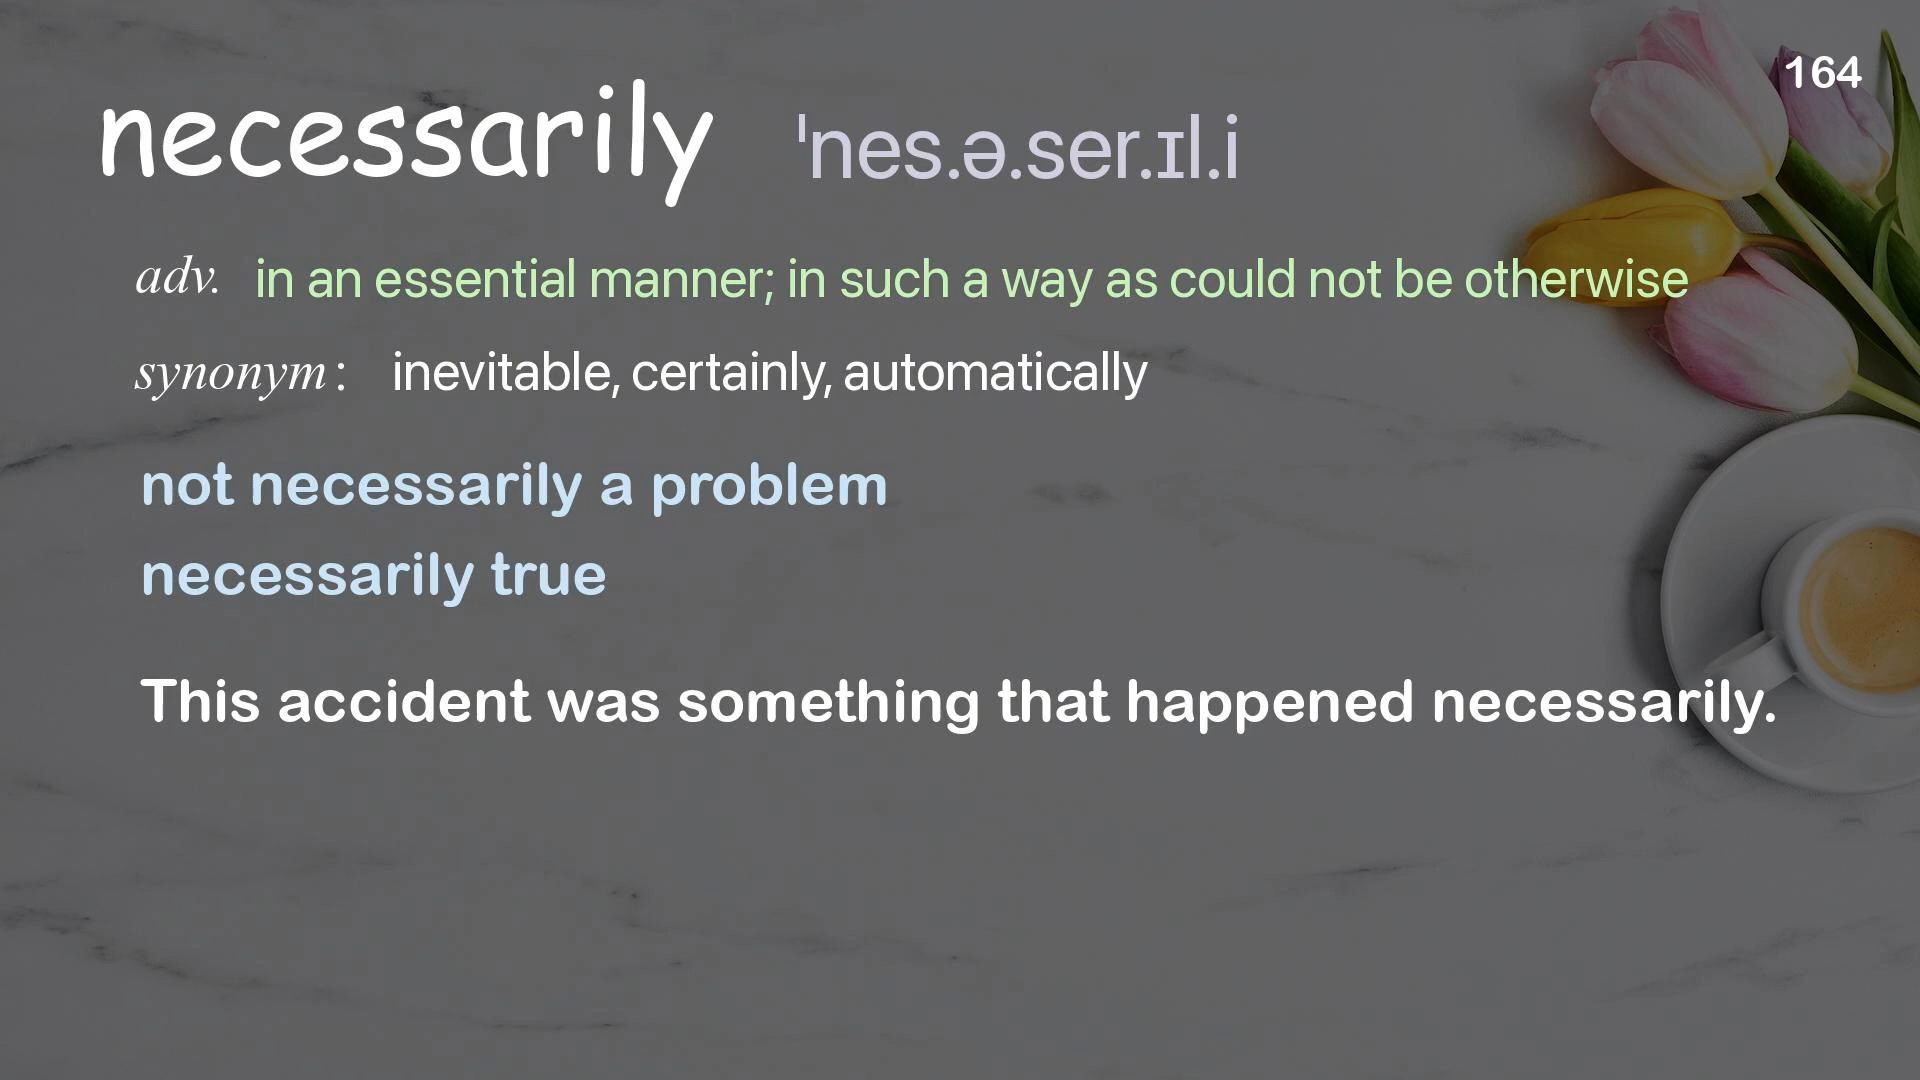 164
necessarily ˈnes.ə.ser.ɪl.i
adv. in an essential manner; in such a way as could not be otherwise
synonym : inevitable, certainly, automatically
not necessarily a problem
necessarily true
This accident was something that happened necessarily.